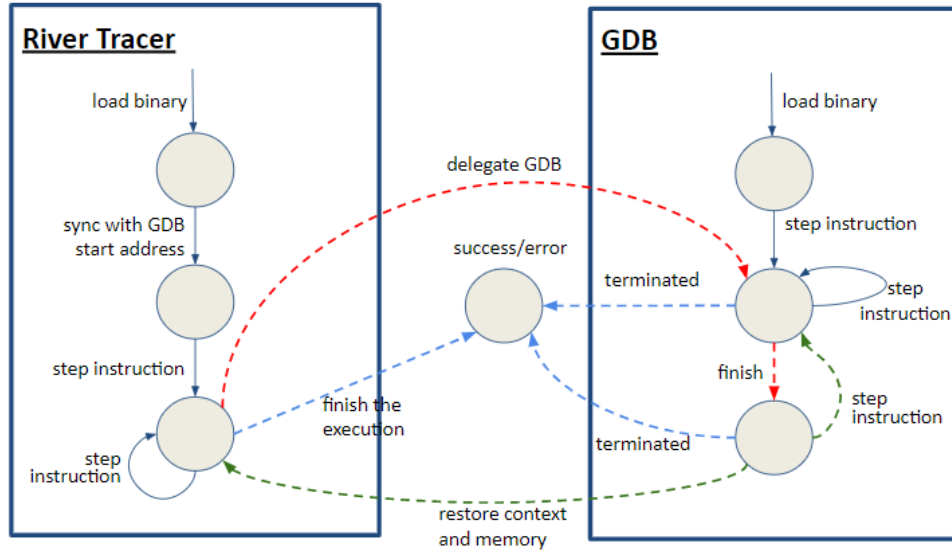 River Tracer
GDB
load binary
load binary
delegate GDB
sync with GDB
start address
step instruction
success/error
terminated
step
instruction
step instruction
finish
finish the
execution
step
instruction
terminated
step
instruction
restore context
and memory